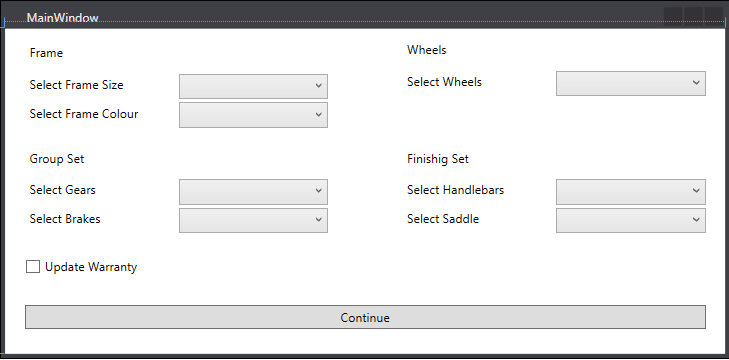 MainWindow
Frame
Select Frame Size
Select Frame Colour
Wheels
Select Wheels
Group Set
Select Gears
Select Brakes
Finishig Set
Select Handlebars
Select Saddle
Update Warranty
Continue